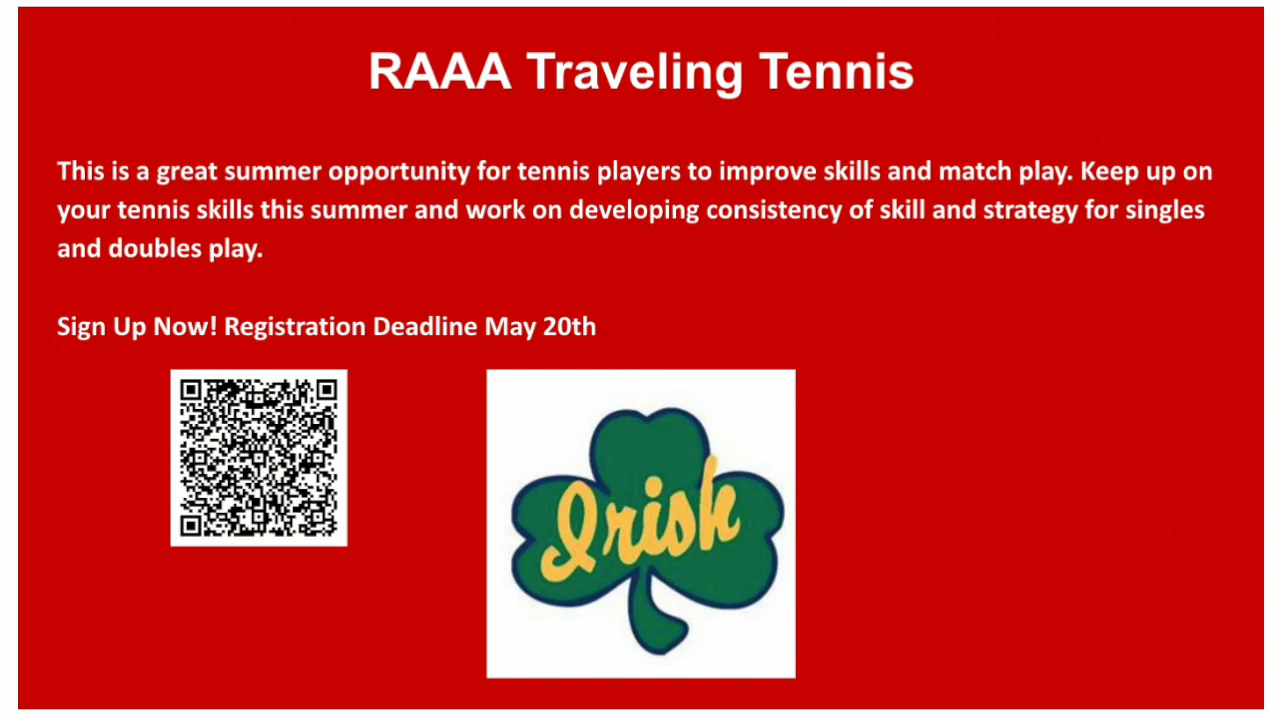 RAAA Traveling Tennis
This is a great summer opportunity for tennis players to improve skills and match play. Keep up on
your tennis skills this summer and work on developing consistency of skill and strategy for singles
and doubles play.
Sign Up Now! Registration Deadline May 20th
Irish